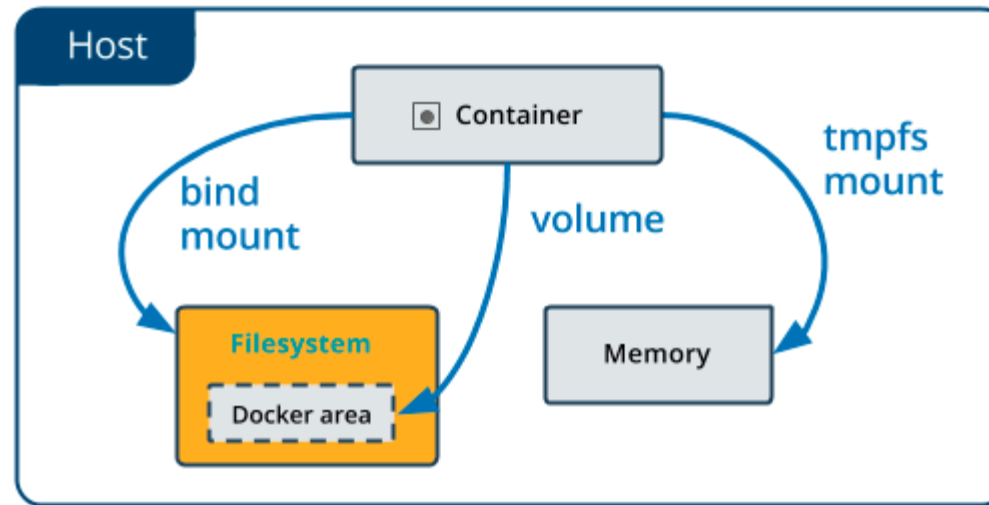 Host
Container
tmpfs
mount
bind
mount
volume
Filesystem
Memory
Docker area